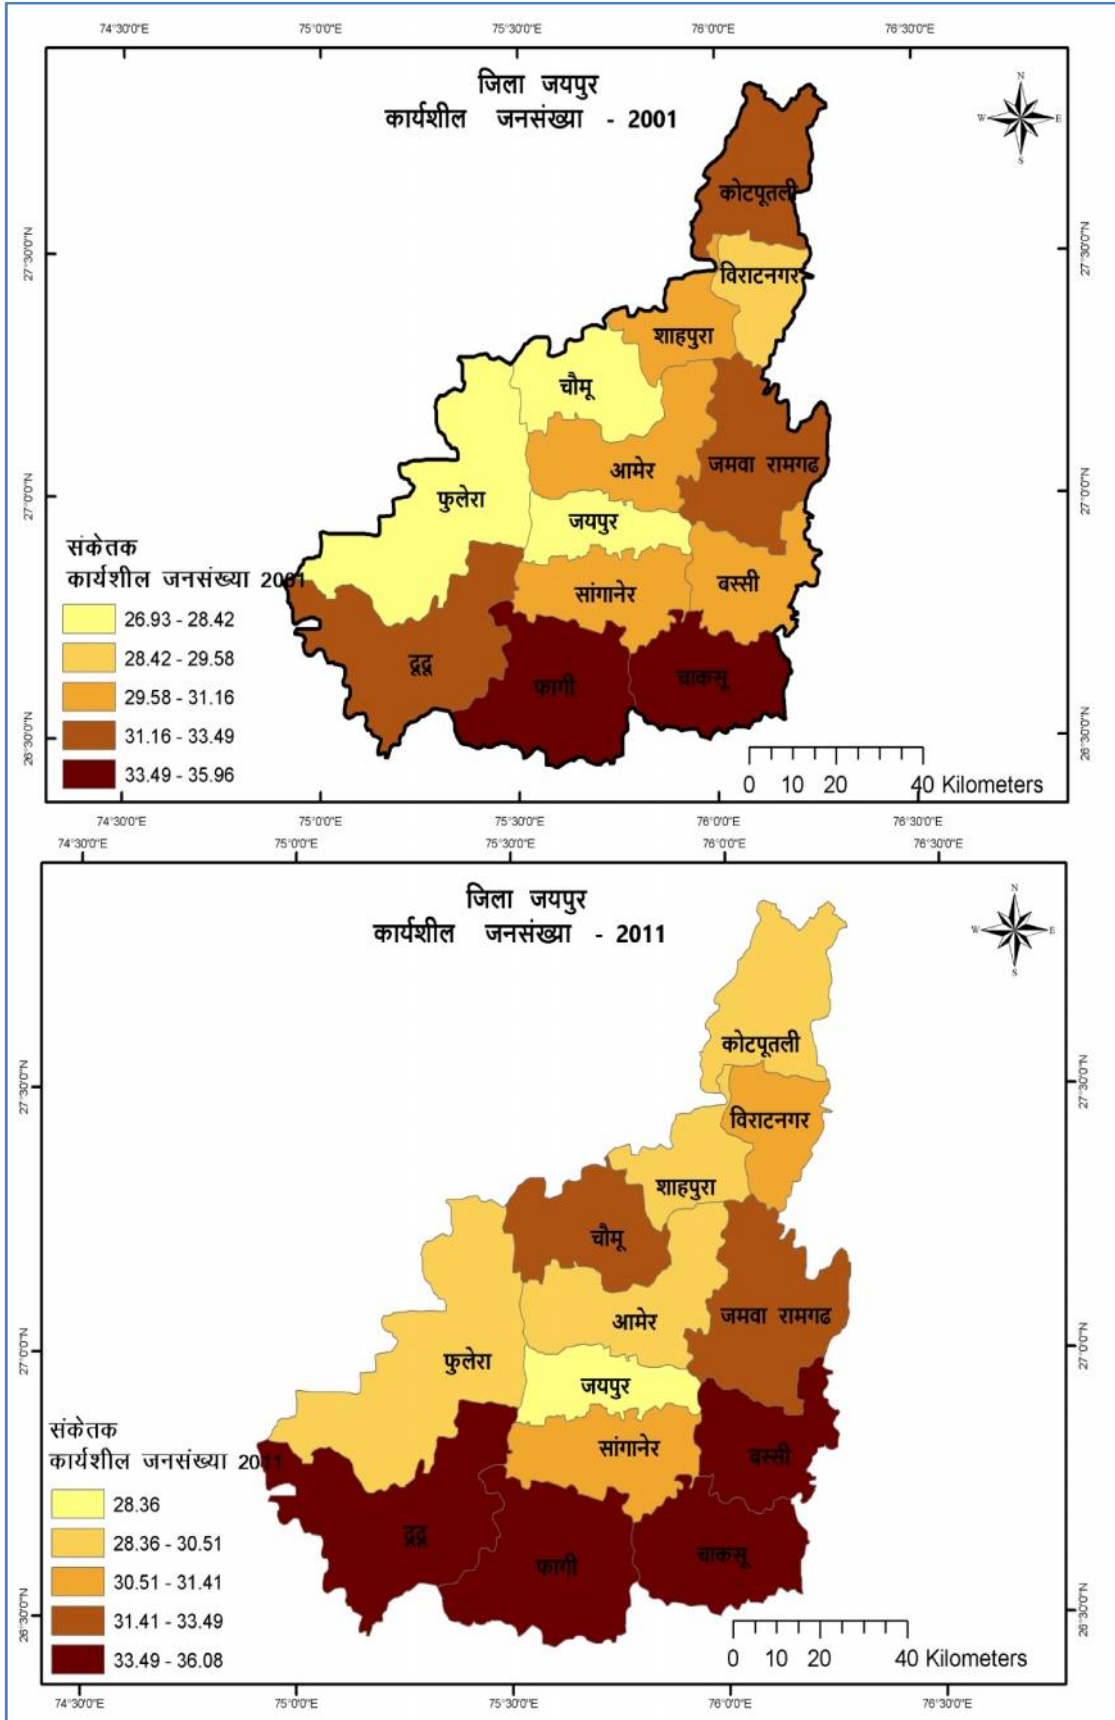 74°30'0"E 75°0'0"E 75°30'0"E 76°0'0"E 76°30'0"E
जिला जयपुर
कार्यशील जनसंख्या - 2001
N
W E
S
कोटपूतली
27°30'0"N 27°30'0"N
विराटनगर
शाहपुरा
चौमू
जमवा रामगढ
आमेर
फुलेरा
27°0'0"N 27°0'0"N
जयपुर
संकेतक
कार्यशील जनसंख्या 2001
बस्सी
सांगानेर
26.93 - 28.42
28.42 - 29.58
दूदू
चाकसू
फागी
29.58 - 31.16
31.16 - 33.49
26°30'0"N 26°30'0"N
33.49 - 35.96
0 10 20 40 Kilometers
74°30'0"E 75°0'0"E 75°30'0"E 76°0'0"E 76°30'0"E
74°30'0"E 75°0'0"E 75°30'0"E 76°0'0"E 76°30'0"E
जिला जयपुर
कार्यशील जनसंख्या - 2011
N
W E
S
कोटपूतली
27°30'0"N 27°30'0"N
विराटनगर
शाहपुरा
चौमू
जमवा रामगढ
आमेर
फुलेरा
27°0'0"N 27°0'0"N
जयपुर
संकेतक
सांगानेर
बस्सी
कार्यशील जनसंख्या 2011
28.36
28.36 - 30.51
दूदू
चाकसू
फागी
30.51 - 31.41
26°30'0"N 26°30'0"N
31.41 - 33.49
33.49 - 36.08
0 10 20 40 Kilometers
74°30'0"E 75°0'0"E 75°30'0"E 76°0'0"E 76°30'0"E